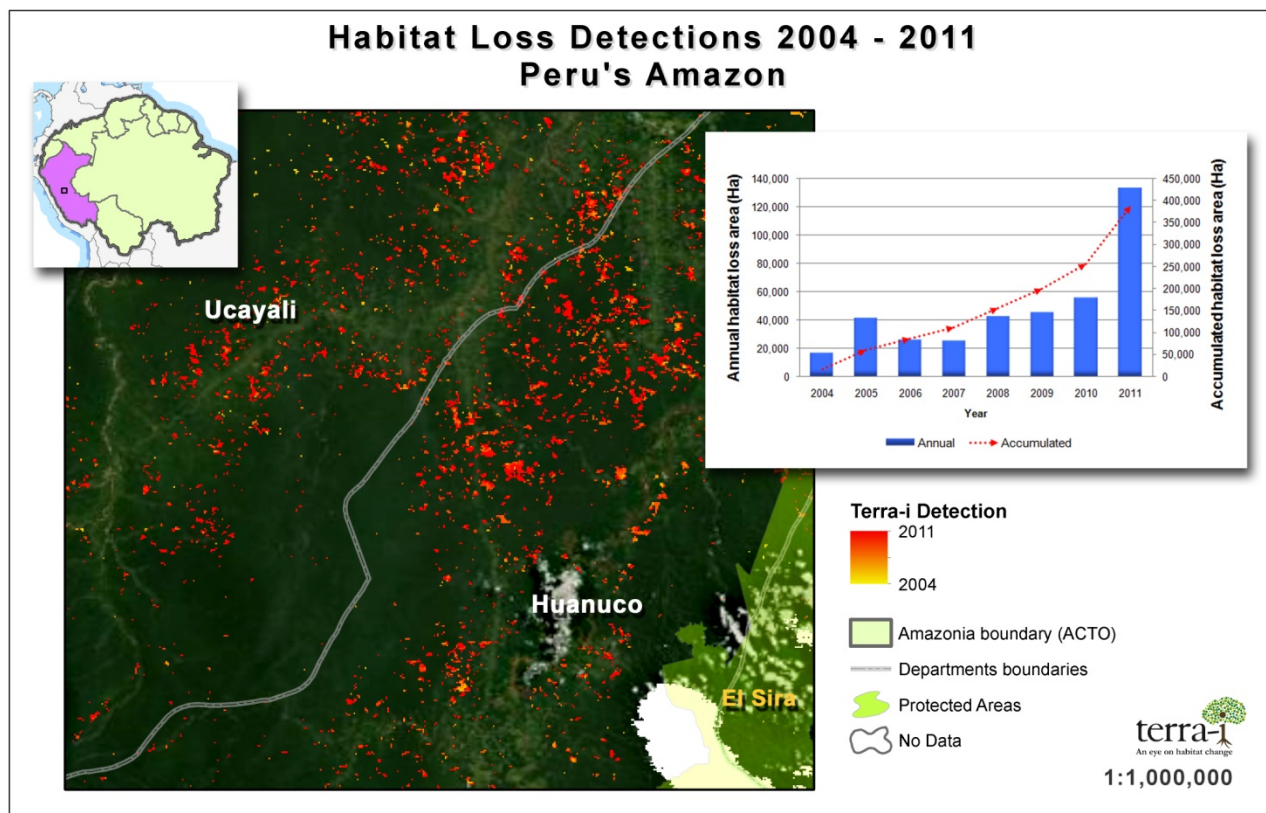 Habitat Loss Detections 2004 - 2011
Peru's Amazon
Ucayali
Huanuco
El Sira
Annual habitat loss area (Ha)
140,000
120,000
100,000
80,000
60,000
40,000
20,000
0
450,000
400,000
350,000
300,000
250,000
200,000
150,000
100,000
50,000
0
Accumulated habitat loss area (Ha)
2004 2005 2006 2007 2008 2009 2010 2011
Year
Annual Accumulated
Terra-i Detection
2011
2004
Amazonia boundary (ACTO)
Departments boundaries
Protected Areas
No Data
terra-i
An eye on habitat change
1:1,000,000